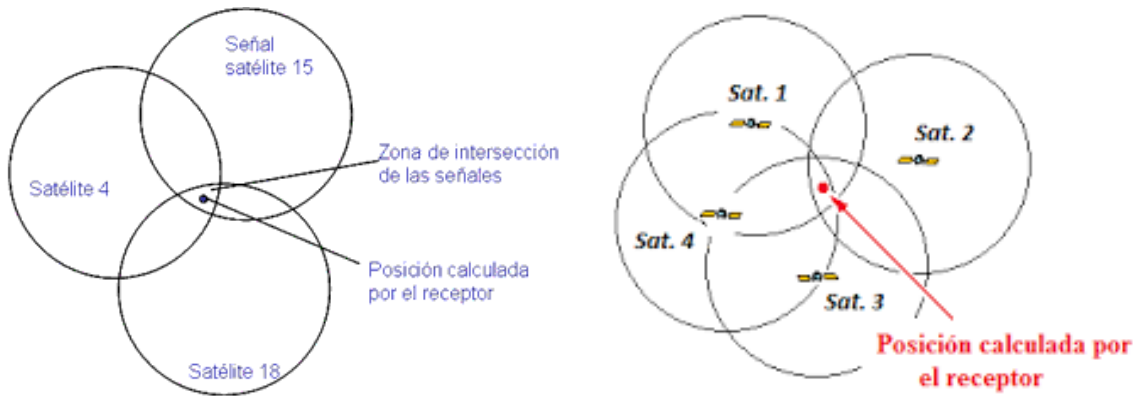 Señal
satélite 15
Satélite 4
Zona de intersección
de las señales
Posición calculada
por el receptor
Satélite 18
Sat. 1
Sat. 2
Sat. 4
Sat. 3
Posición calculada por
el receptor